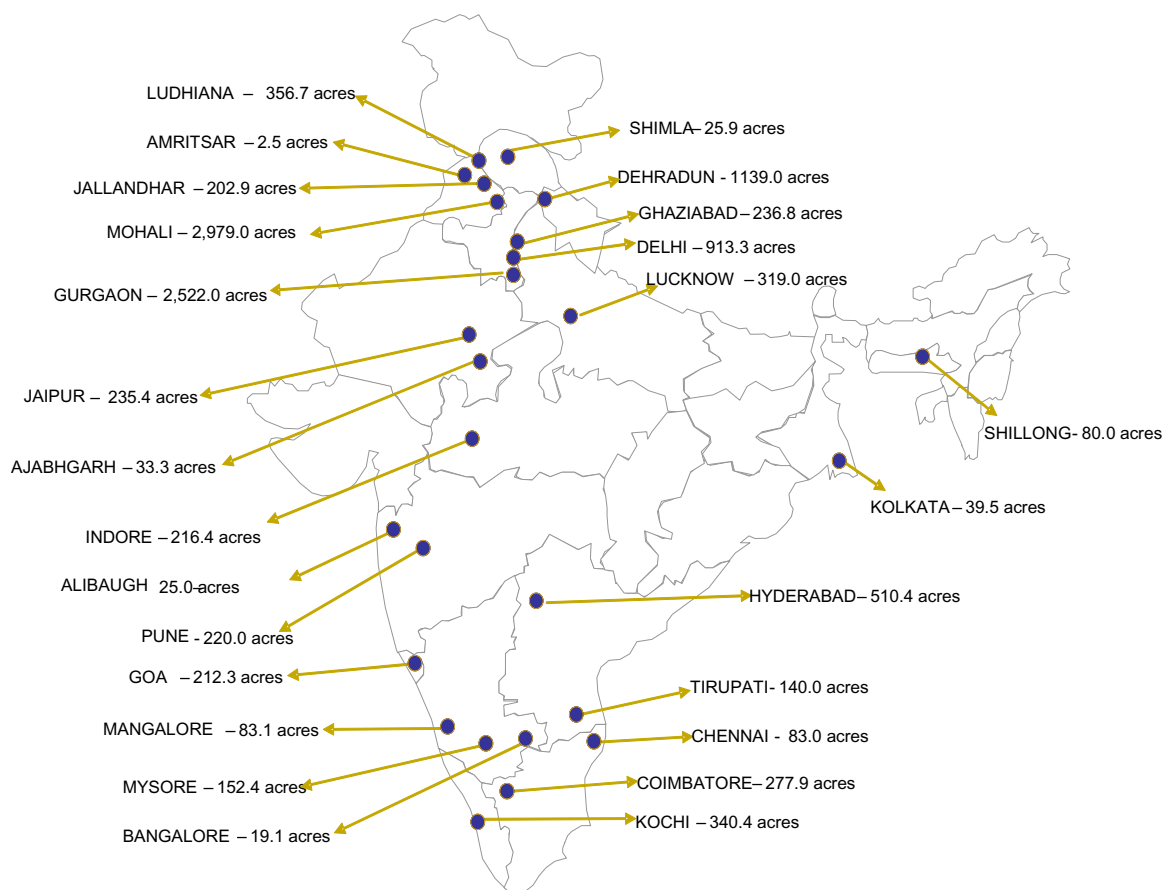 LUDHIANA – 356.7 acres
AMRITSAR – 2.5 acres
JALLANDHAR – 202.9 acres
MOHALI – 2,979.0 acres
GURGAON – 2,522.0 acres
JAIPUR – 235.4 acres
AJABHGARH – 33.3 acres
INDORE – 216.4 acres
ALIBAUGH 25.0–acres
PUNE - 220.0 acres
GOA – 212.3 acres
MANGALORE – 83.1 acres
MYSORE – 152.4 acres
BANGALORE – 19.1 acres
SHIMLA– 25.9 acres
DEHRADUN - 1139.0 acres
GHAZIABAD– 236.8 acres
DELHI – 913.3 acres
LUCKNOW – 319.0 acres
SHILLONG- 80.0 acres
KOLKATA – 39.5 acres
HYDERABAD– 510.4 acres
TIRUPATI- 140.0 acres
CHENNAI - 83.0 acres
COIMBATORE– 277.9 acres
KOCHI – 340.4 acres